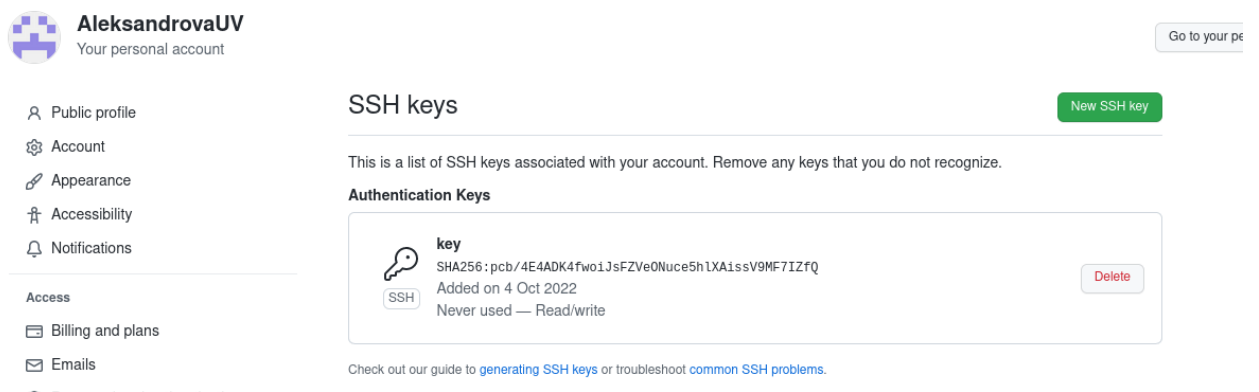 AleksandrovaUV
Your personal account
Go to your pe
Public profile
Account
Appearance
Accessibility
Notifications
Access
Billing and plans
Emails
SSH keys
New SSH key
This is a list of SSH keys associated with your account. Remove any keys that you do not recognize.
Authentication Keys
key
SHA256:pcb/4E4ADK4fwoiJsFZVeONuce5hlXAissV9MF7IZfQ
SSH
Added on 4 Oct 2022
Never used — Read/write
Delete
Check out our guide to generating SSH keys or troubleshoot common SSH problems.